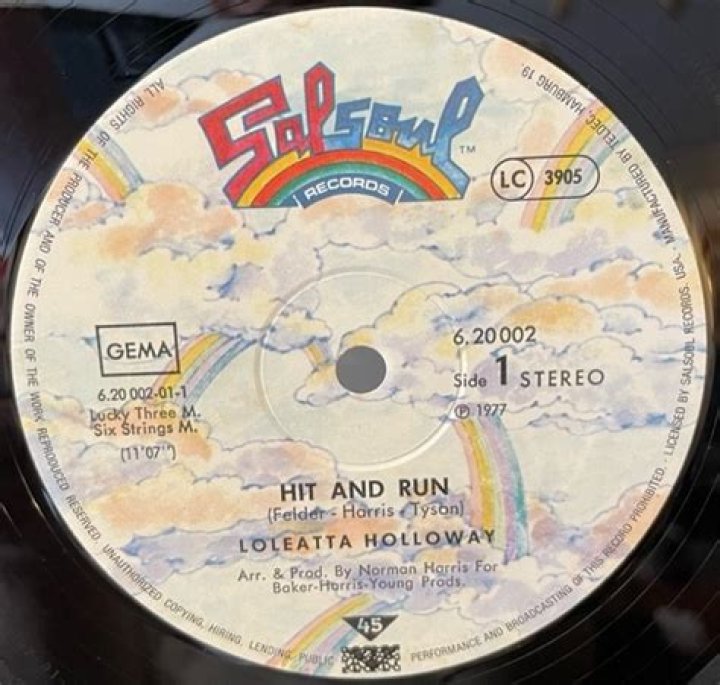 Salsoul ™
RECORDS
LC 3905
GEMA
6.20 002-01-1
Lucky Three M.
Six Strings M.
(11'07")
6.20 002
Side 1 STEREO
℗ 1977
HIT AND RUN
(Felder - Harris - Tyson)
LOLEATTA HOLLOWAY
Arr. & Prod. By Norman Harris For
Baker-Harris-Young Prods.
45
ALL RIGHTS OF THE PRODUCER AND OF THE OWNER OF THE WORK REPRODUCED RESERVED. UNAUTHORIZED COPYING, HIRING, LENDING, PUBLIC PERFORMANCE AND BROADCASTING OF THIS RECORD PROHIBITED · LICENSED BY SALSOUL RECORDS, USA · MANUFACTURED BY TELDEC, HAMBURG 19.